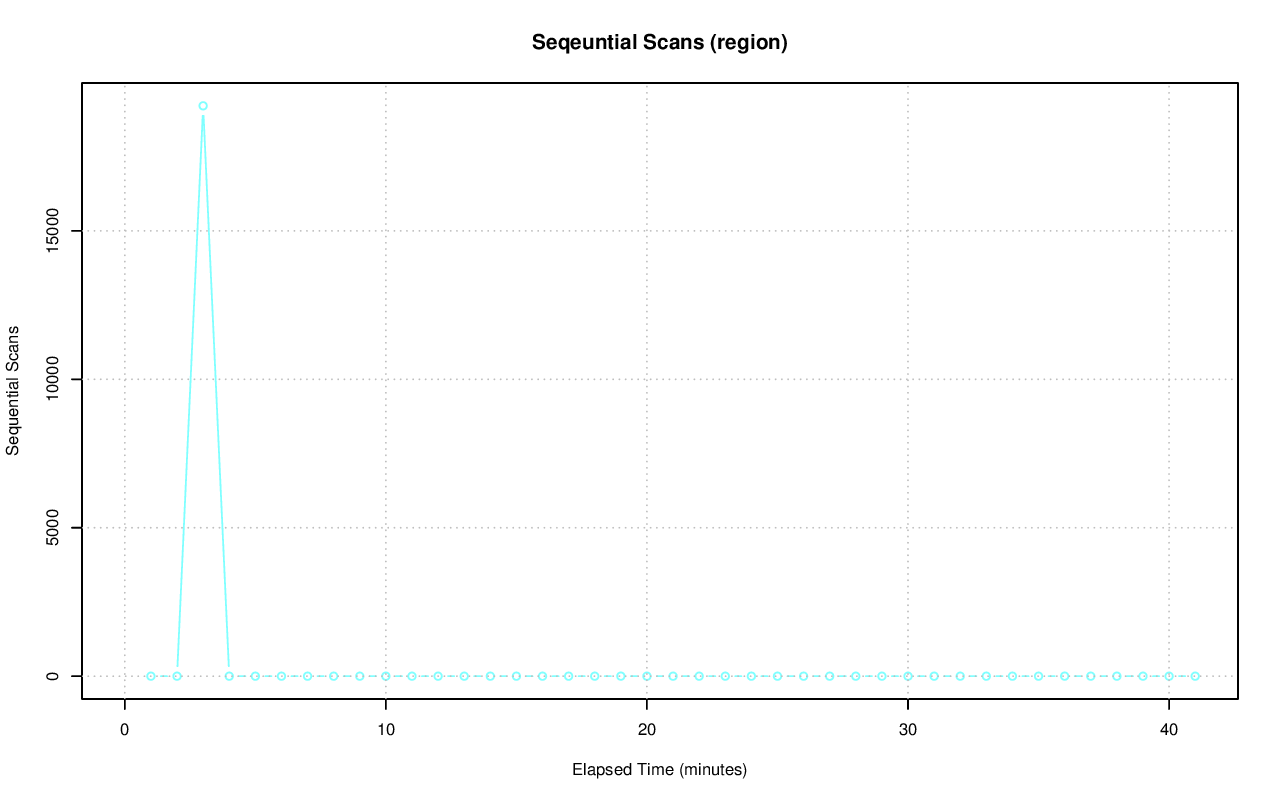 Seqeuntial Scans (region)
Sequential Scans
15000
10000
5000
0
0 10 20 30 40
Elapsed Time (minutes)